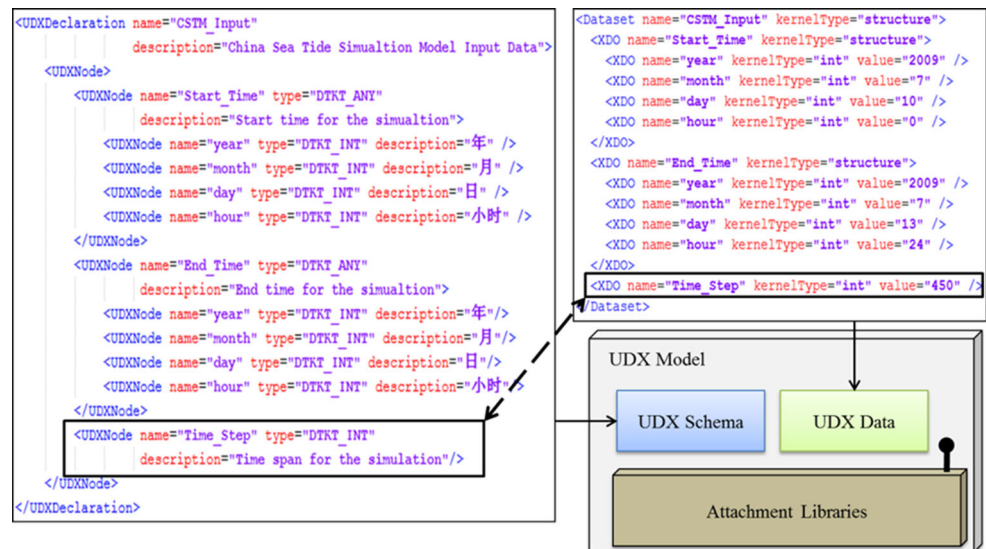 <UDXDeclaration name="CSTM_Input"
description="China Sea Tide Simualtion Model Input Data">
<UDXNode>
<UDXNode name="Start_Time" type="DTKT_ANY"
description="Start time for the simualtion">
<UDXNode name="year" type="DTKT_INT" description="年" />
<UDXNode name="month" type="DTKT_INT" description="月" />
<UDXNode name="day" type="DTKT_INT" description="日" />
<UDXNode name="hour" type="DTKT_INT" description="小时" />
</UDXNode>
<UDXNode name="End_Time" type="DTKT_ANY"
description="End time for the simualtion">
<UDXNode name="year" type="DTKT_INT" description="年"/>
<UDXNode name="month" type="DTKT_INT" description="月"/>
<UDXNode name="day" type="DTKT_INT" description="日"/>
<UDXNode name="hour" type="DTKT_INT" description="小时"/>
</UDXNode>
<UDXNode name="Time_Step" type="DTKT_INT"
description="Time span for the simulation"/>
</UDXNode>
</UDXDeclaration>
<Dataset name="CSTM_Input" kernelType="structure">
<XDO name="Start_Time" kernelType="structure">
<XDO name="year" kernelType="int" value="2009" />
<XDO name="month" kernelType="int" value="7" />
<XDO name="day" kernelType="int" value="10" />
<XDO name="hour" kernelType="int" value="0" />
</XDO>
<XDO name="End_Time" kernelType="structure">
<XDO name="year" kernelType="int" value="2009" />
<XDO name="month" kernelType="int" value="7" />
<XDO name="day" kernelType="int" value="13" />
<XDO name="hour" kernelType="int" value="24" />
</XDO>
<XDO name="Time_Step" kernelType="int" value="450" />
</Dataset>
UDX Model
UDX Schema
UDX Data
Attachment Libraries